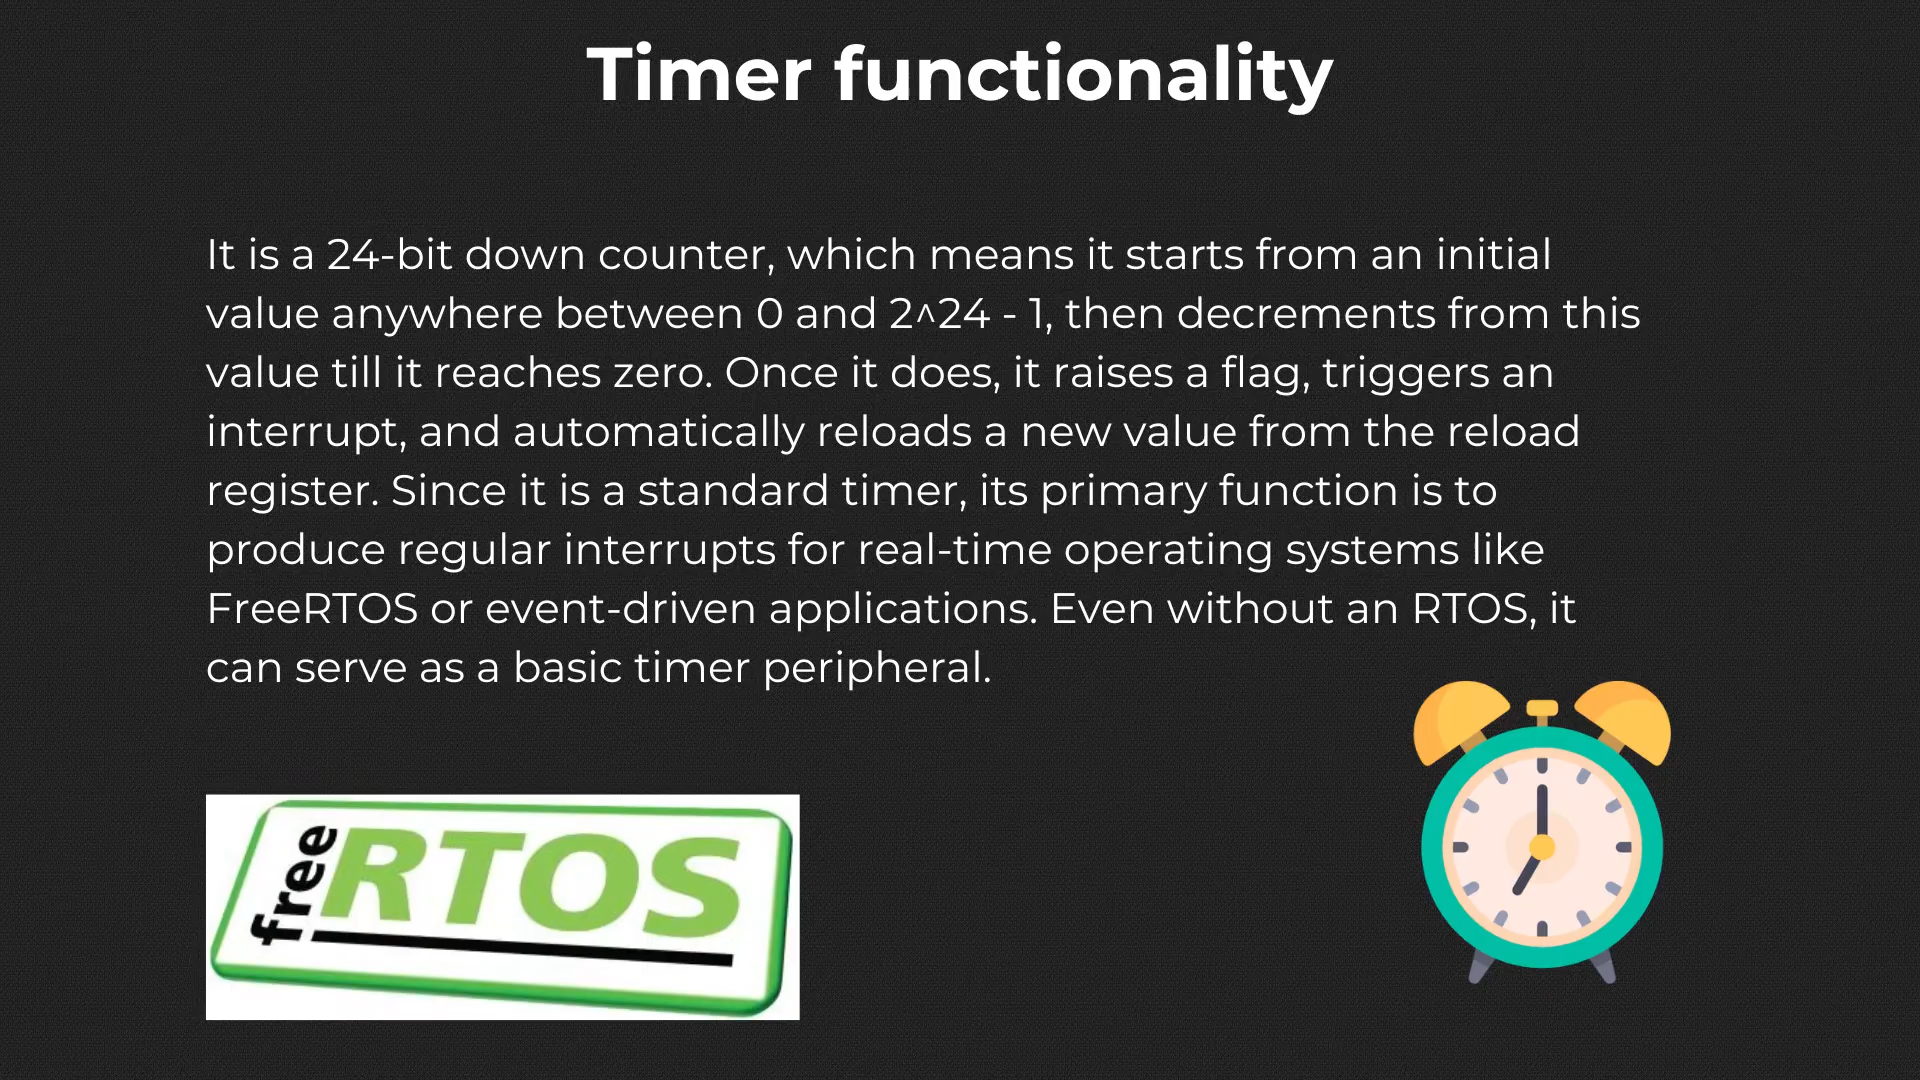 Timer functionality
It is a 24-bit down counter, which means it starts from an initial
value anywhere between 0 and 2^24 - 1, then decrements from this
value till it reaches zero. Once it does, it raises a flag, triggers an
interrupt, and automatically reloads a new value from the reload
register. Since it is a standard timer, its primary function is to
produce regular interrupts for real-time operating systems like
FreeRTOS or event-driven applications. Even without an RTOS, it
can serve as a basic timer peripheral.
free RTOS